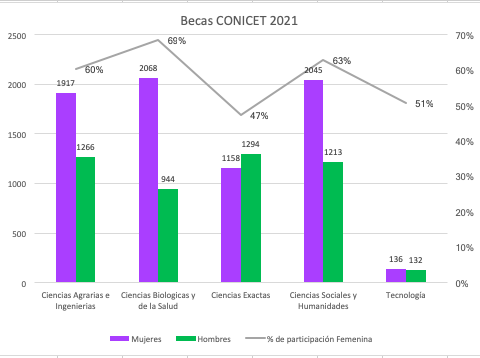 Becas CONICET 2021
2500
2000
1500
1000
500
0
70%
60%
50%
40%
30%
20%
10%
0%
1917
1266
2068
944
1158
1294
2045
1213
136
132
60%
69%
47%
63%
51%
Ciencias Agrarias e
Ingenierias
Ciencias Biologicas y
de la Salud
Ciencias Exactas
Ciencias Sociales y
Humanidades
Tecnología
Mujeres
Hombres
% de participación Femenina